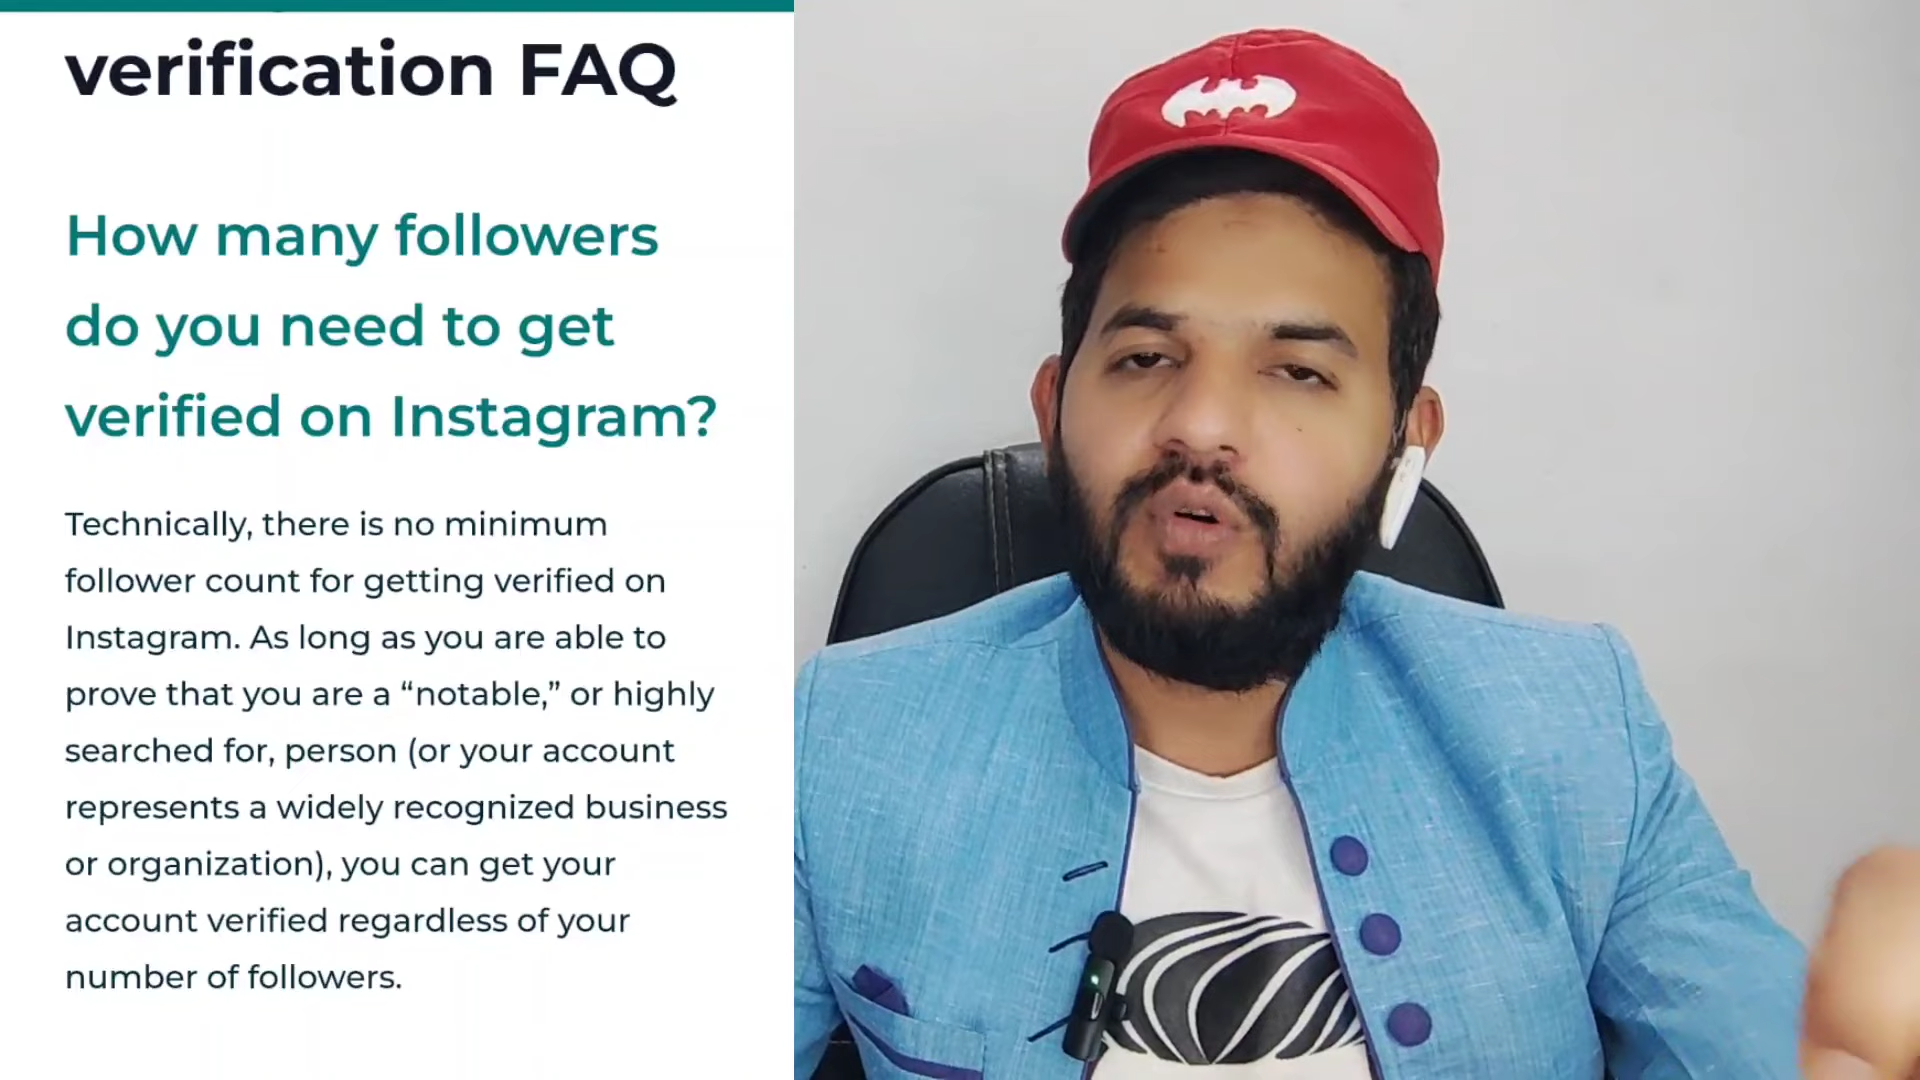 verification FAQ
How many followers
do you need to get
verified on Instagram?
Technically, there is no minimum
follower count for getting verified on
Instagram. As long as you are able to
prove that you are a “notable,” or highly
searched for, person (or your account
represents a widely recognized business
or organization), you can get your
account verified regardless of your
number of followers.